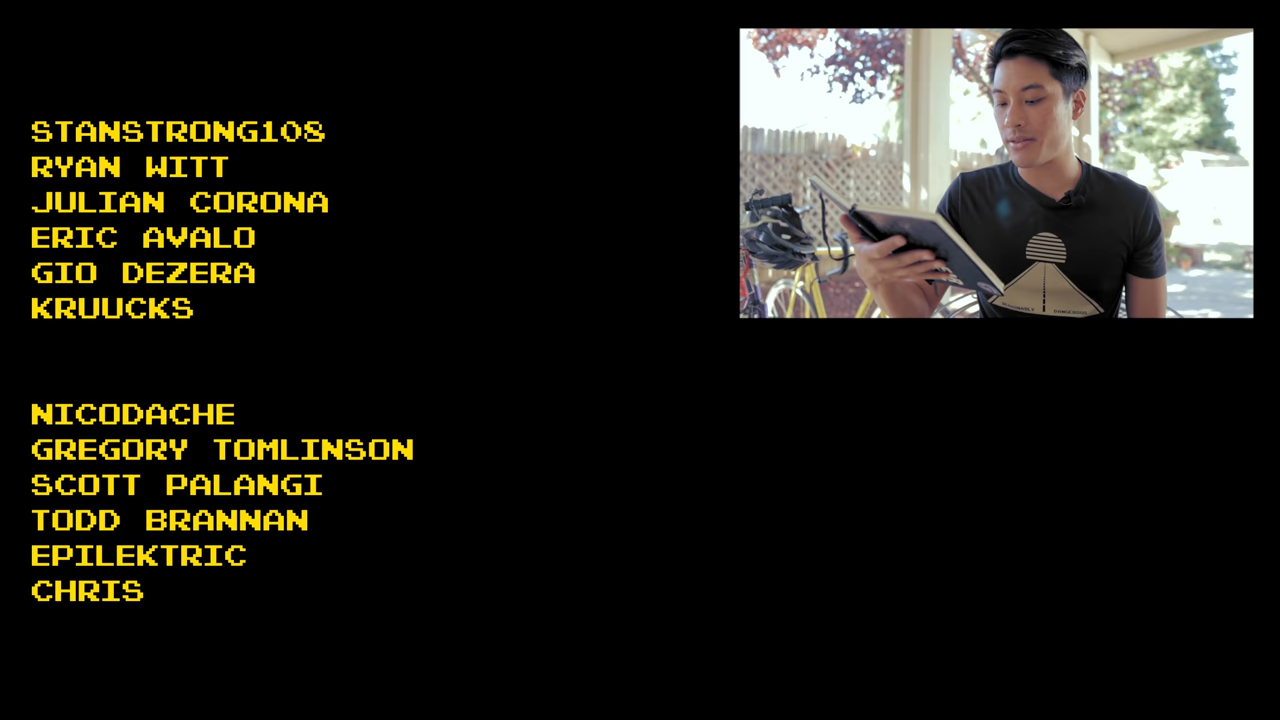 STANSTRONG108
RYAN WITT
JULIAN CORONA
ERIC AVALO
GIO DEZERA
KRUUCKS
NICODACHE
GREGORY TOMLINSON
SCOTT PALANGI
TODD BRANNAN
EPILEKTRIC
CHRIS